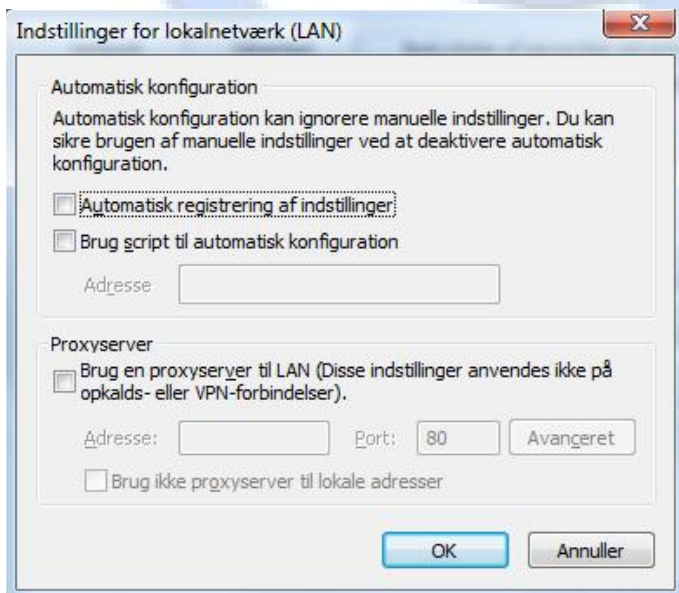 Indstillinger for lokalnetværk (LAN)
Automatisk konfiguration
Automatisk konfiguration kan ignorere manuelle indstillinger. Du kan
sikre brugen af manuelle indstillinger ved at deaktivere automatisk
konfiguration.
Automatisk registrering af indstillinger
Brug script til automatisk konfiguration
Adresse
Proxyserver
Brug en proxyserver til LAN (Disse indstillinger anvendes ikke på
opkalds- eller VPN-forbindelser).
Adresse: Port: 80 Avanceret
Brug ikke proxyserver til lokale adresser
OK Annuller